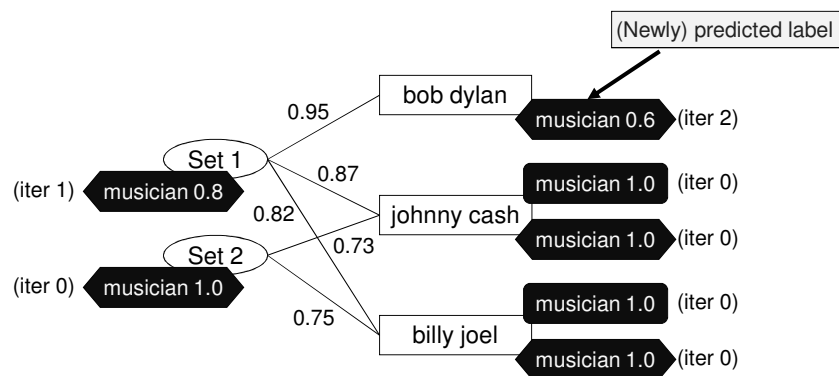 (Newly) predicted label
bob dylan
0.95
musician 0.6 (iter 2)
Set 1
0.87
musician 1.0 (iter 0)
(iter 1) musician 0.8
0.82
johnny cash
musician 1.0 (iter 0)
0.73
Set 2
(iter 0) musician 1.0
musician 1.0 (iter 0)
0.75
billy joel
musician 1.0 (iter 0)